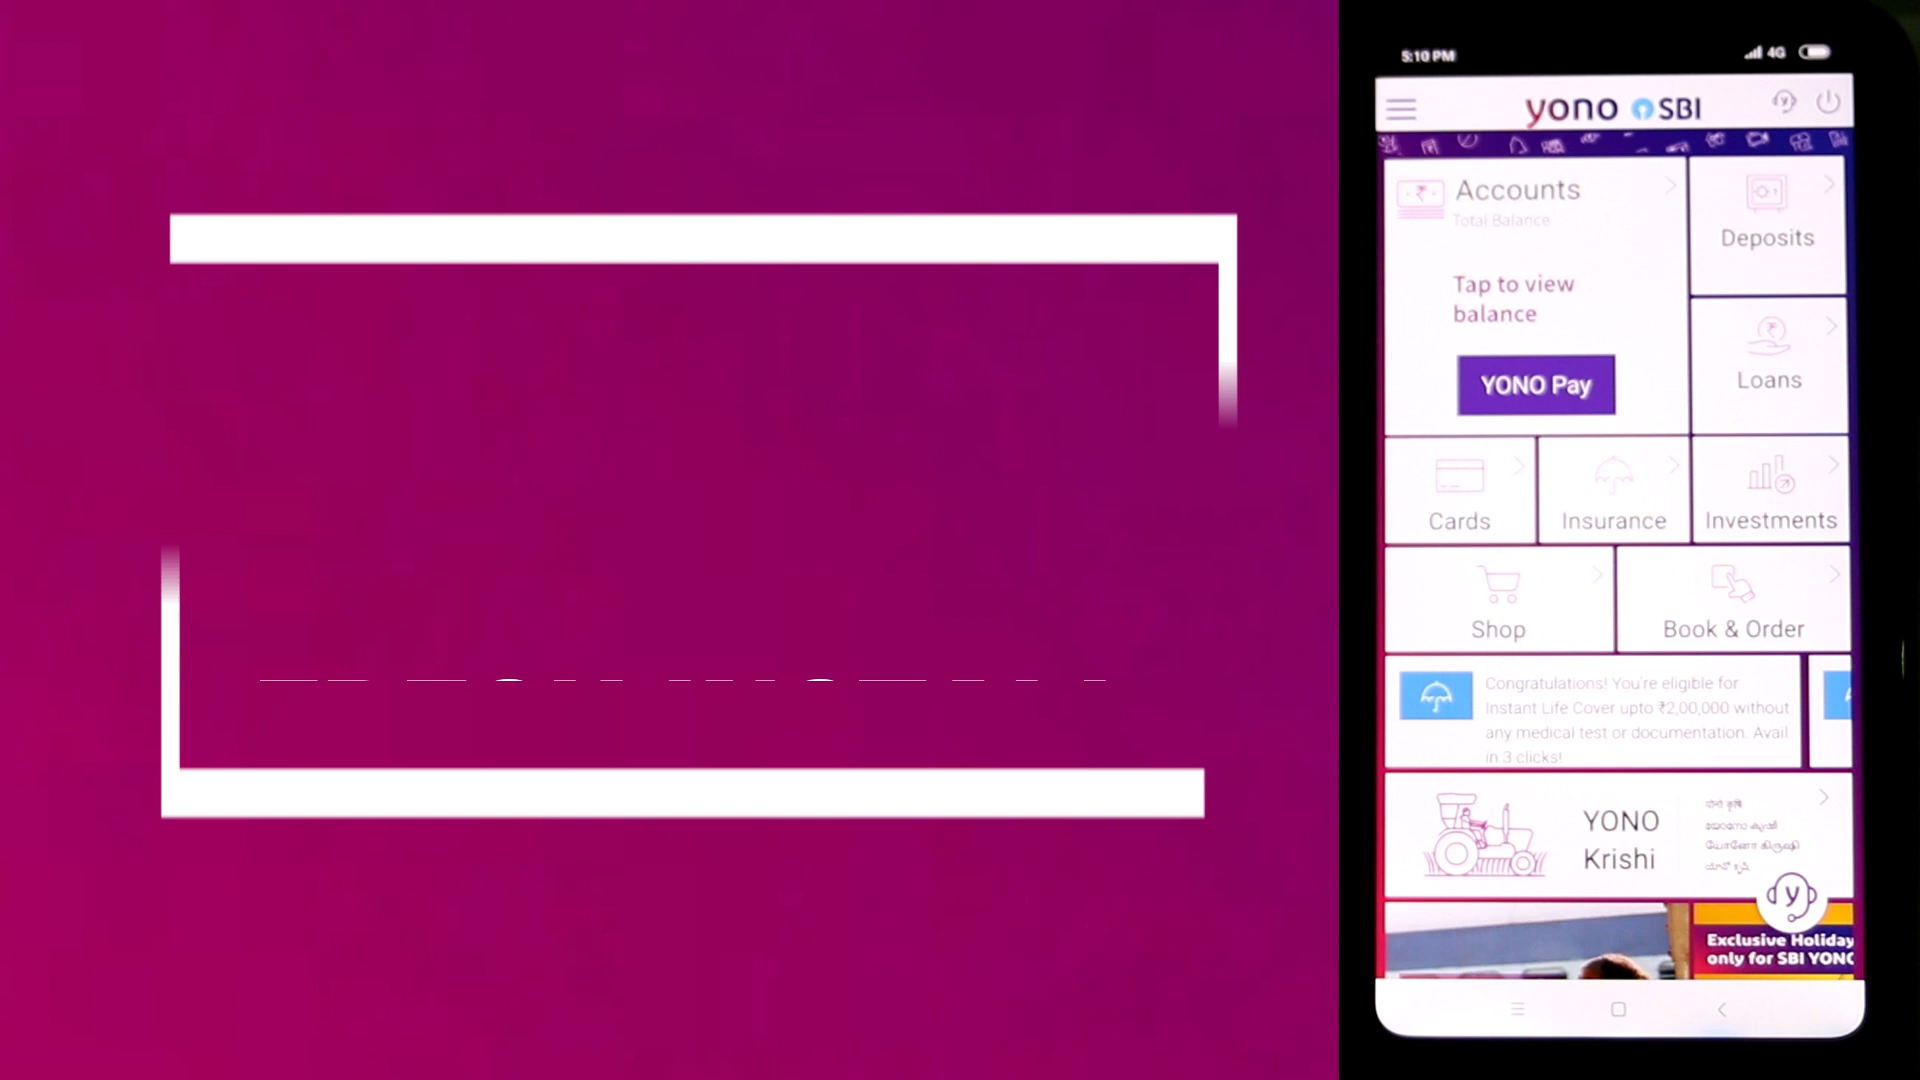 5:10 PM
4G
yono SBI
Accounts
Total Balance
Tap to view
balance
YONO Pay
Deposits
Loans
Cards
Insurance
Investments
Shop
Book & Order
Congratulations! You're eligible for
Instant Life Cover upto ₹2,00,000 without
any medical test or documentation. Avail
in 3 clicks!
YONO
Krishi
योनो कृषि
യോനോ കൃഷി
யோனோ கிருஷி
యోనో కృషి
y
Exclusive Holiday
only for SBI YONO